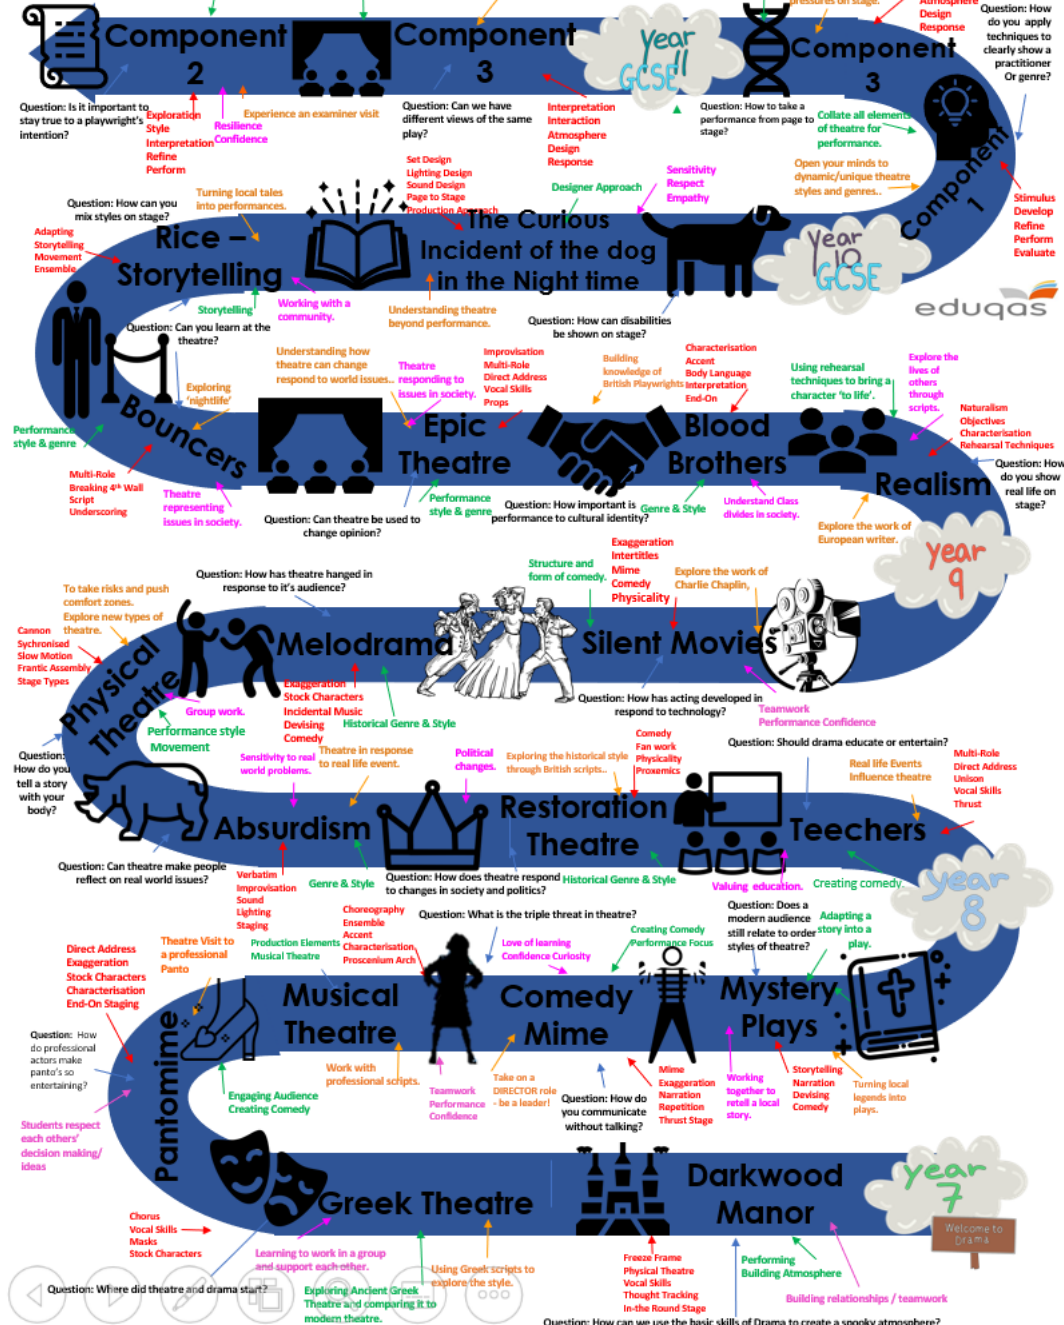 pressures on stage.
Atmosphere
Design
Response
Question: How
do you apply
techniques to
clearly show a
practitioner
Or genre?
Component
2
Component
3
year
11
GCSE
Component
3
Question: Is it important to
stay true to a playwright's
intention?
Exploration
Style
Interpretation
Refine
Perform
Resilience
Confidence
Experience an examiner visit
Question: Can we have
different views of the same
play?
Interpretation
Interaction
Atmosphere
Design
Response
Question: How to take a
performance from page to
stage?
Collate all elements
of theatre for
performance.
Open your minds to
dynamic/unique theatre
styles and genres..
Component
1
Stimulus
Develop
Refine
Perform
Evaluate
eduqas
Question: How can you
mix styles on stage?
Turning local tales
into performances.
Set Design
Lighting Design
Sound Design
Page to Stage
Production Approach
Designer Approach
Sensitivity
Respect
Empathy
Adapting
Storytelling
Movement
Ensemble
Rice –
Storytelling
The Curious
Incident of the dog
in the Night time
Year
10
GCSE
Storytelling
Working with a
community.
Understanding theatre
beyond performance.
Question: How can disabilities
be shown on stage?
Question: Can you learn at the
theatre?
Exploring
'nightlife'
Understanding how
theatre can change
respond to world issues..
Theatre
responding to
issues in society.
Improvisation
Multi-Role
Direct Address
Vocal Skills
Props
Building
knowledge of
British Playwrights
Characterisation
Accent
Body Language
Interpretation
End-On
Using rehearsal
techniques to bring a
character 'to life'.
Explore the
lives of
others
through
scripts.
Naturalism
Objectives
Characterisation
Rehearsal Techniques
Performance
style & genre
Bouncers
Epic
Theatre
Blood
Brothers
Realism
Question: How
do you show
real life on
stage?
Multi-Role
Breaking 4th Wall
Script
Underscoring
Theatre
representing
issues in society.
Question: Can theatre be used to
change opinion?
Performance
style & genre
Question: How important is
performance to cultural identity?
Genre & Style
Understand Class
divides in society.
Explore the work of
European writer.
year
9
Question: How has theatre hanged in
response to it's audience?
Structure and
form of comedy.
Exaggeration
Intertitles
Mime
Comedy
Physicality
Explore the work of
Charlie Chaplin,
To take risks and push
comfort zones.
Explore new types of
theatre.
Cannon
Sychronised
Slow Motion
Frantic Assembly
Stage Types
Physical
Theatre
Melodrama
Silent Movies
Group work.
Performance style
Movement
Exaggeration
Stock Characters
Incidental Music
Devising
Comedy
Historical Genre & Style
Question: How has acting developed in
respond to technology?
Teamwork
Performance Confidence
Question:
How do you
tell a story
with your
body?
Sensitivity to real
world problems.
Theatre in response
to real life event.
Political
changes.
Exploring the historical style
through British scripts..
Comedy
Fan work
Physicality
Proxemics
Question: Should drama educate or entertain?
Real life Events
Influence theatre
Multi-Role
Direct Address
Unison
Vocal Skills
Thrust
Absurdism
Restoration
Theatre
Teechers
Question: Can theatre make people
reflect on real world issues?
Verbatim
Improvisation
Sound
Lighting
Staging
Genre & Style
Question: How does theatre respond
to changes in society and politics?
Historical Genre & Style
Valuing education.
Creating comedy.
year
8
Direct Address
Exaggeration
Stock Characters
Characterisation
End-On Staging
Theatre Visit to
a professional
Panto
Production Elements
Musical Theatre
Choreography
Ensemble
Accent
Characterisation
Proscenium Arch
Question: What is the triple threat in theatre?
Love of learning
Confidence Curiosity
Creating Comedy
Performance Focus
Question: Does a
modern audience
still relate to order
styles of theatre?
Adapting a
story into a
play.
Musical
Theatre
Comedy
Mime
Mystery
Plays
Question: How
do professional
actors make
panto's so
entertaining?
Pantomime
Engaging Audience
Creating Comedy
Work with
professional scripts.
Teamwork
Performance
Confidence
Take on a
DIRECTOR role
- be a leader!
Question: How do
you communicate
without talking?
Mime
Exaggeration
Narration
Repetition
Thrust Stage
Working
together to
retell a local
story.
Storytelling
Narration
Devising
Comedy
Turning local
legends into
plays.
Students respect
each others'
decision making/
ideas
Greek Theatre
Darkwood
Manor
year
7
Welcome to
Drama
Chorus
Vocal Skills
Masks
Stock Characters
Learning to work in a group
and support each other.
Using Greek scripts to
explore the style.
Question: Where did theatre and drama start?
Exploring Ancient Greek
Theatre and comparing it to
modern theatre.
Freeze Frame
Physical Theatre
Vocal Skills
Thought Tracking
In-the Round Stage
Performing
Building Atmosphere
Building relationships / teamwork
Question: How can we use the basic skills of Drama to create a spooky atmosphere?